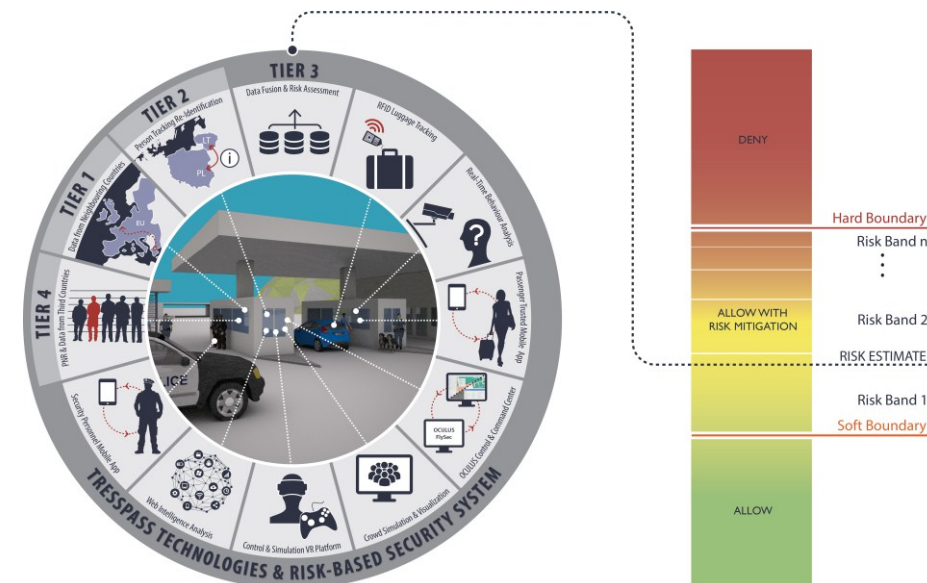 TIER 3
TIER 2
TIER 1
TIER 4
Data Fusion & Risk Assessment
RFID Luggage Tracking
Real-Time Behaviour Analysis
Passenger Trusted Mobile App
OCULUS Control & Command Center
OCULUS
FlySec
Crowd Simulation & Visualization
Control & Simulation VR Platform
Web Intelligence Analysis
Security Personnel Mobile App
PNR & Data from Third Countries
Data from Neighbouring Countries
EU
Person Tracking Re-Identification
LT
PL
i
?
LICE
TRESSPASS TECHNOLOGIES & RISK-BASED SECURITY SYSTEM
DENY
Hard Boundary
Risk Band n
ALLOW WITH
RISK MITIGATION
Risk Band 2
RISK ESTIMATE
Risk Band 1
Soft Boundary
ALLOW